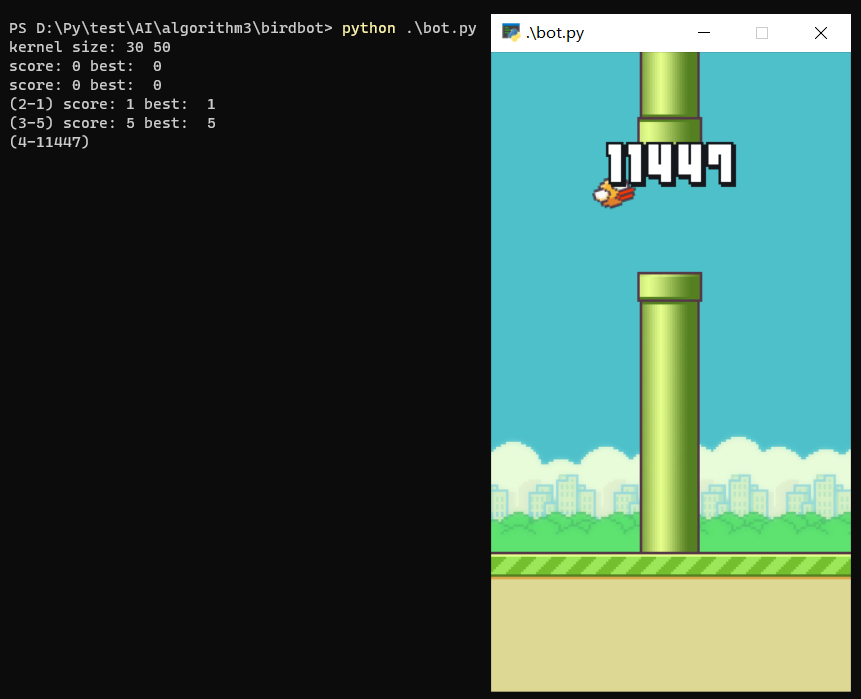 PS D:\Py\test\AI\algorithm3\birdbot> python .\bot.py
kernel size: 30 50
score: 0 best:  0
score: 0 best:  0
(2-1) score: 1 best:  1
(3-5) score: 5 best:  5
(4-11447)
.\bot.py
11447